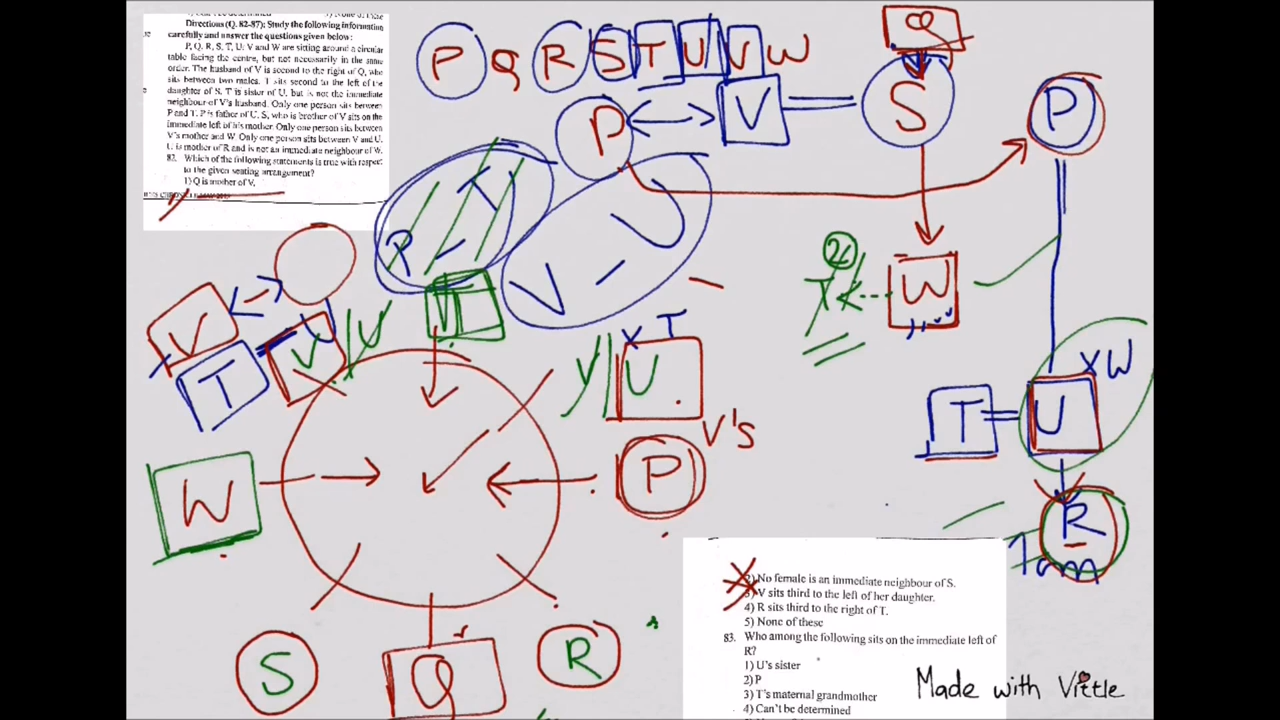 Directions (Q. 82-87): Study the following information
carefully and answer the questions given below:
P, Q, R, S, T, U, V and W are sitting around a circular
table facing the centre, but not necessarily in the same
order. The husband of V is second to the right of Q, who
sits between two males. T sits second to the left of the
daughter of S. T is sister of U, but is not the immediate
neighbour of V's husband. Only one person sits between
P and T. P is father of U. S, who is brother of V sits on the
immediate left of his mother. Only one person sits between
V's mother and W. Only one person sits between V and U.
U is mother of R and is not an immediate neighbour of W.
82. Which of the following statements is true with respect
to the given seating arrangement?
1) Q is mother of V.
P Q R S T U V W
Q
P V S P
T
R
V U
2
T W
V T V U
T
U V'S
X W
W P
T U
R
S Q R
2) No female is an immediate neighbour of S.
3) V sits third to the left of her daughter.
4) R sits third to the right of T.
5) None of these
83. Who among the following sits on the immediate left of
R?
1) U's sister
2) P
3) T's maternal grandmother
4) Can't be determined
Made with Vittle